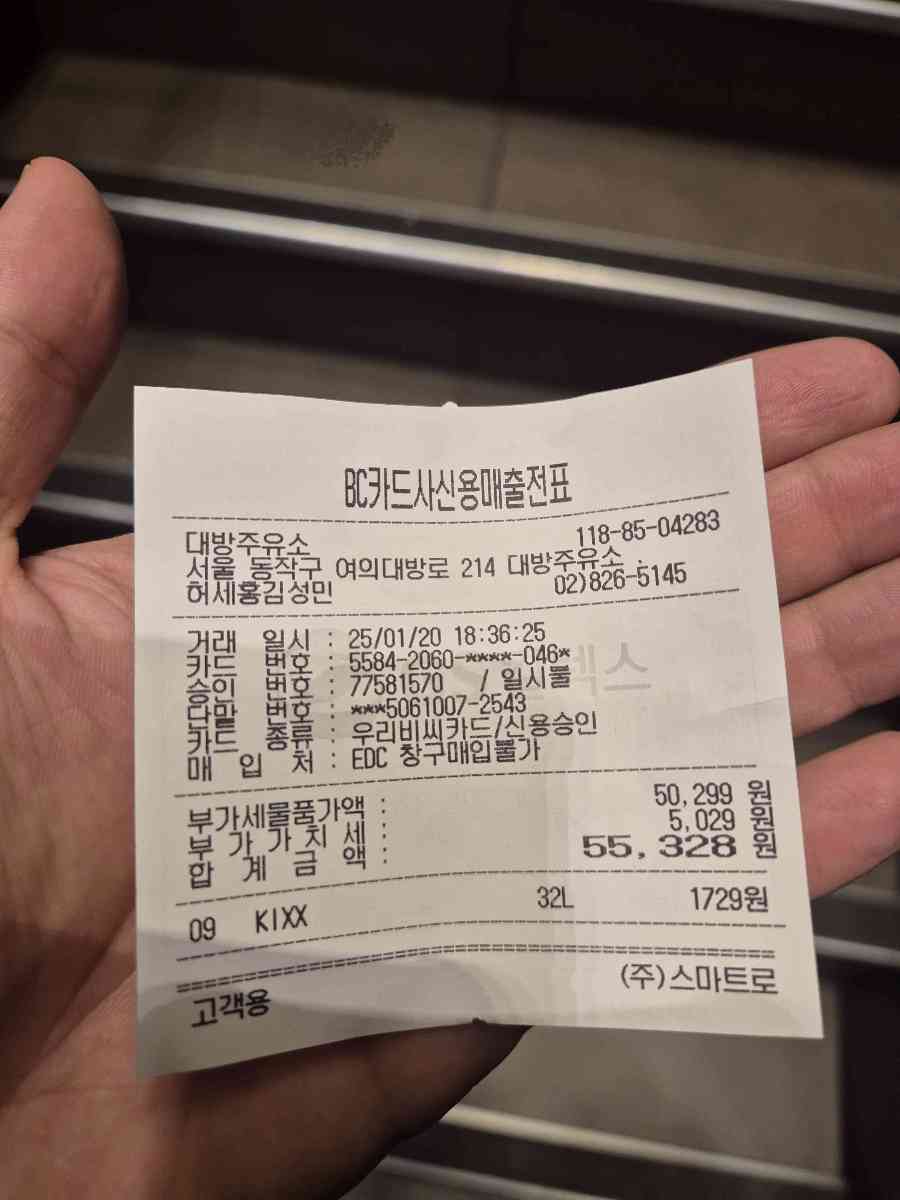 BC카드사신용매출전표
대방주유소 118-85-04283
서울 동작구 여의대방로 214 대방주유소
허세홍김성민 02)826-5145
거래 일시 : 25/01/20 18:36:25
카드 번호 : 5584-2060-****-046*
승인 번호 : 77581570 / 일시불
단말 번호 : ***5061007-2543
카드 종류 : 우리비씨카드/신용승인
매 입 처 : EDC 창구매입불가
부가세물품가액 : 50,299 원
부 가 가 치 세 : 5,029 원
합 계 금 액 : 55,328 원
09 KIXX 32L 1729원
(주)스마트로
고객용